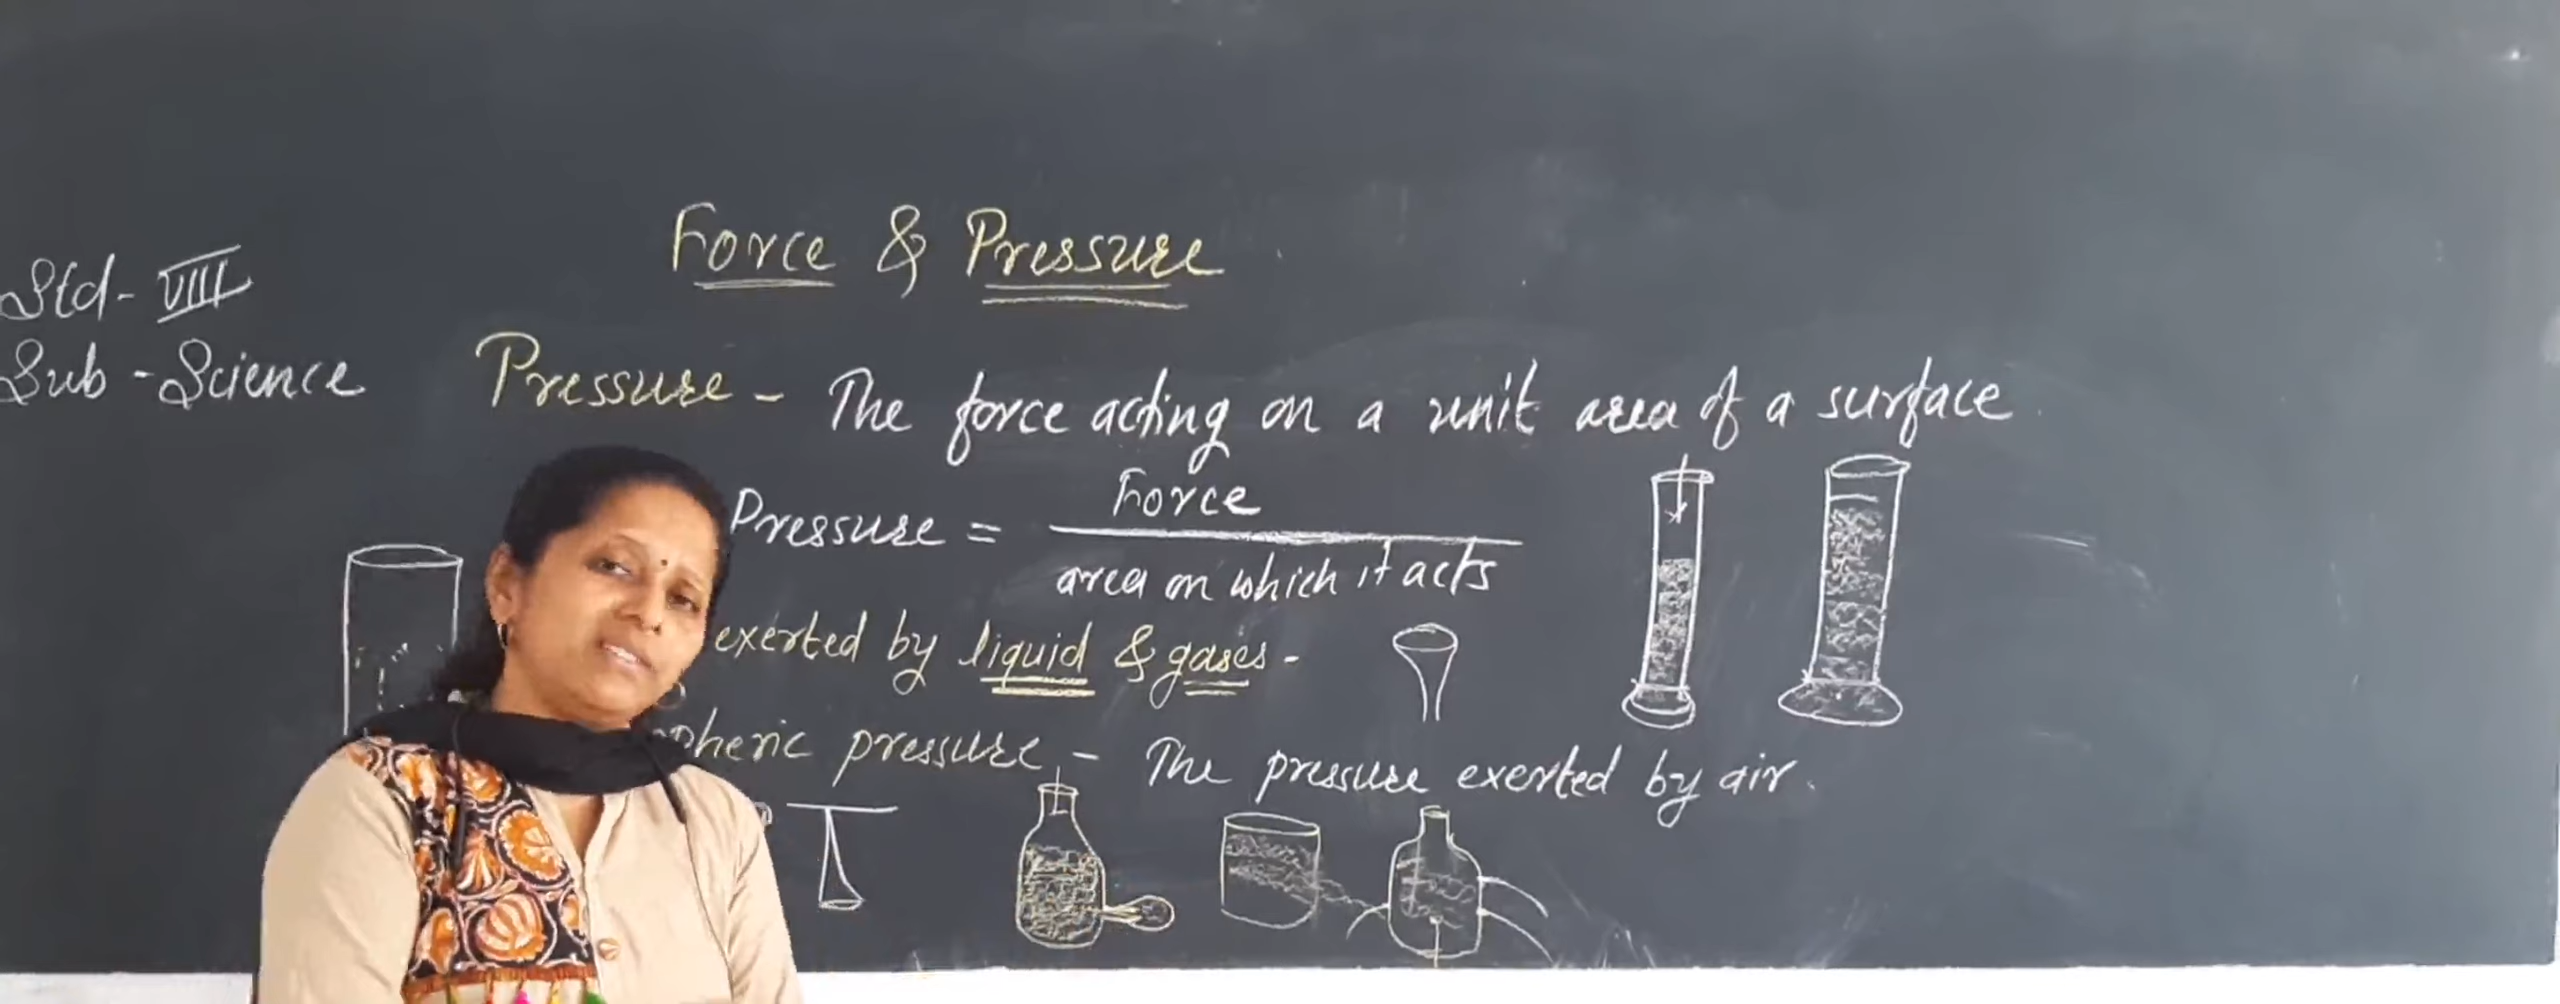 Force & Pressure
Std - VIII
Sub - Science
Pressure - The force acting on a unit area of a surface
Pressure = Force
area on which it acts
exerted by liquid & gases -
pheric pressure - The pressure exerted by air.